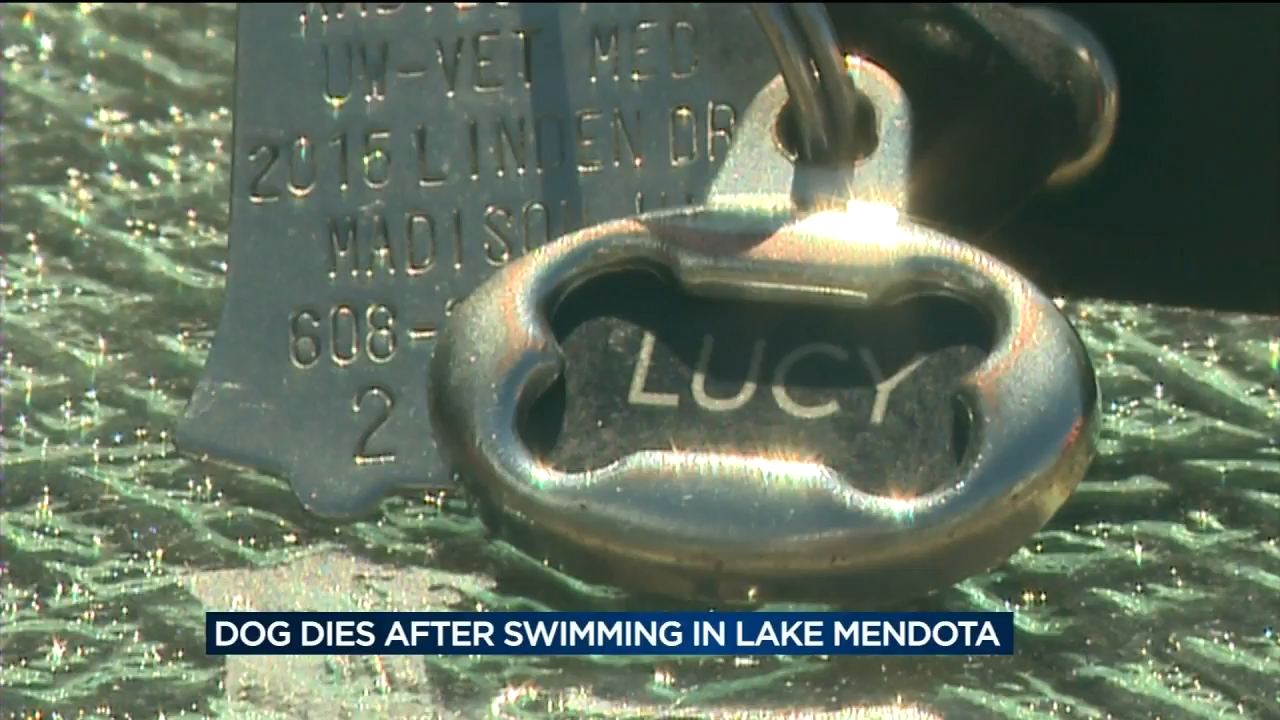 UW-VET MED
2015 LINDEN DR
MADISON
608-
2
LUCY
DOG DIES AFTER SWIMMING IN LAKE MENDOTA